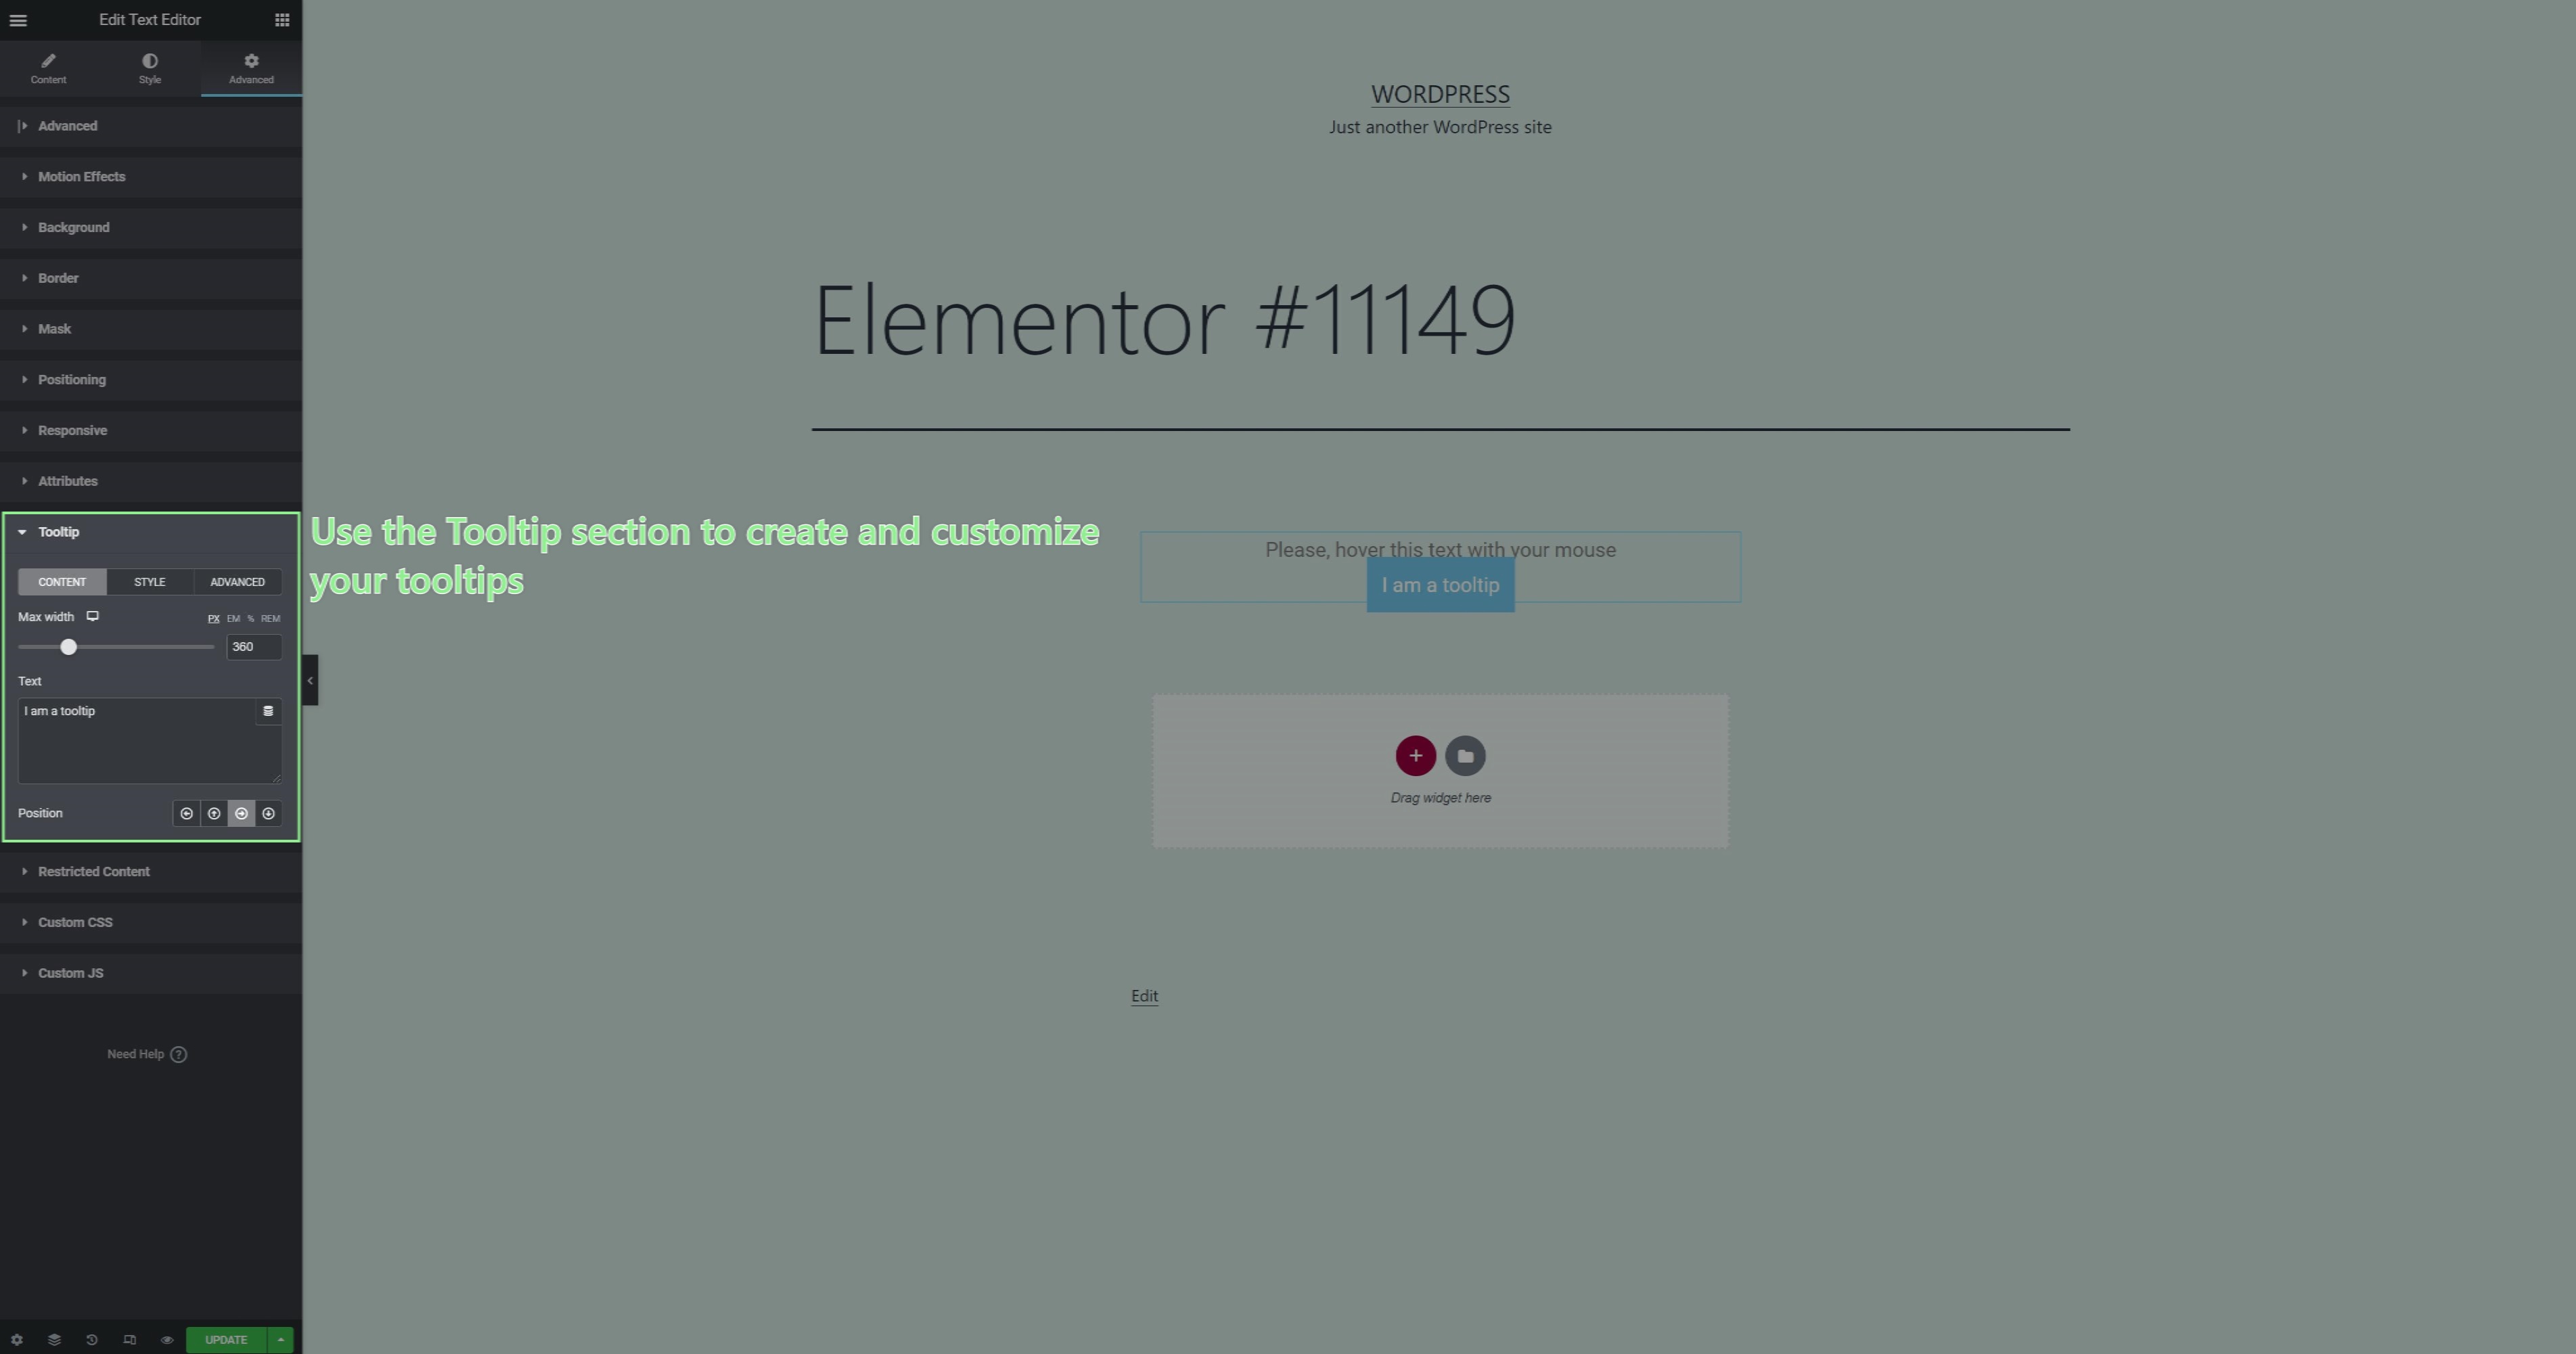 Edit Text Editor
Content
Style
Advanced
Advanced
Motion Effects
Background
Border
Mask
Positioning
Responsive
Attributes
Tooltip
CONTENT STYLE ADVANCED
Max width PX EM % REM
360
Text
I am a tooltip
Position
Restricted Content
Custom CSS
Custom JS
Need Help ?
UPDATE
WORDPRESS
Just another WordPress site
Elementor #11149
Use the Tooltip section to create and customize
your tooltips
Please, hover this text with your mouse
I am a tooltip
Drag widget here
Edit